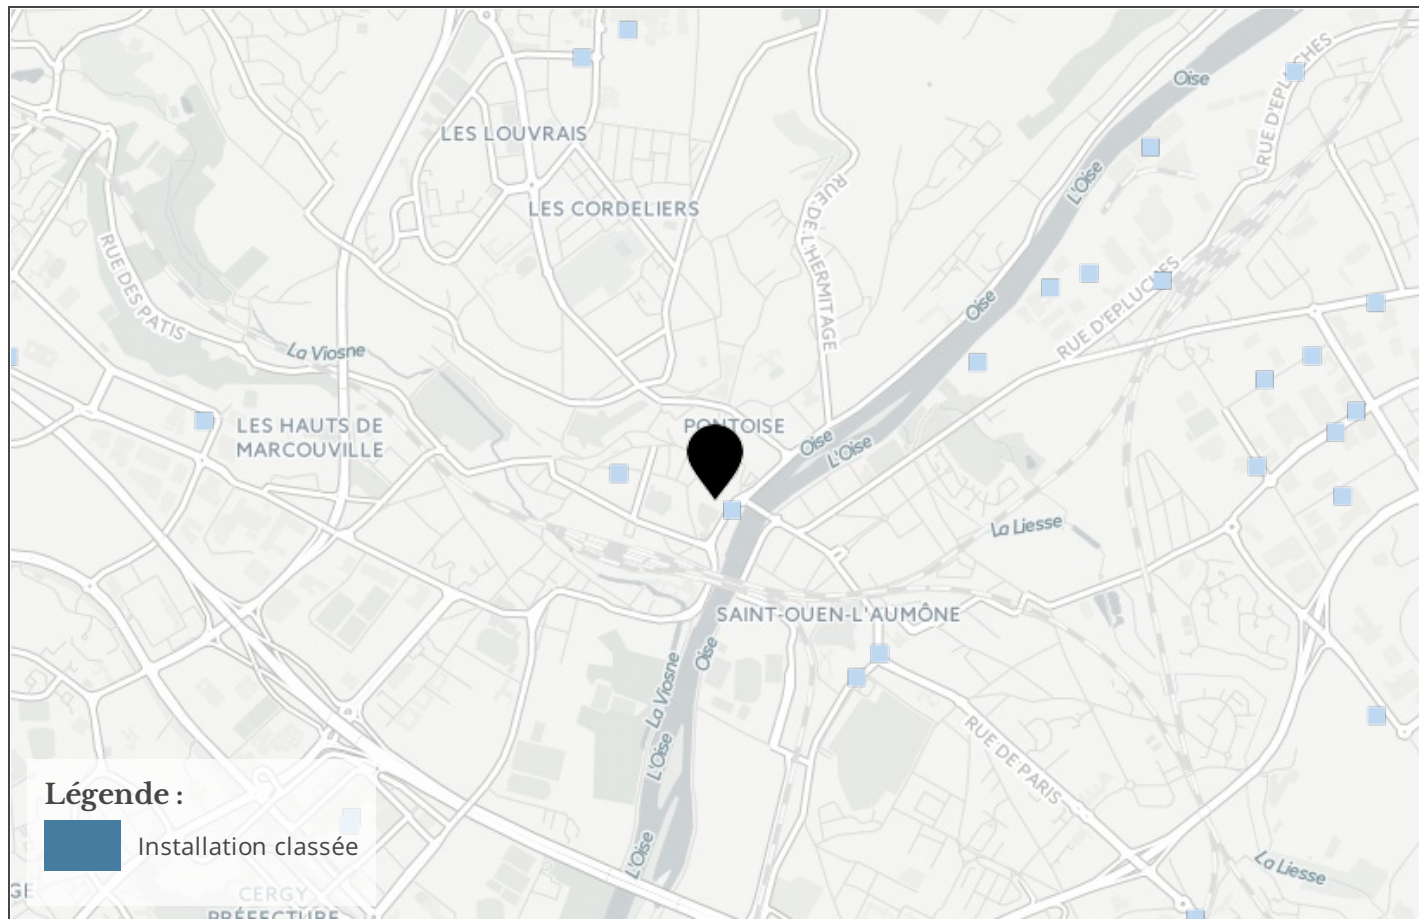 Oise
RUE D'EPLUCHES
LES LOUVRAIS
L'Oise
LES CORDELIERS
RUE DE L'HERMITAGE
RUE DES PATIS
Oise
RUE D'EPLUCHES
La Viosne
LES HAUTS DE
MARCOUVILLE
PONTOISE
Oise
L'Oise
La Liesse
SAINT-OUEN-L'AUMÔNE
Oise
La Viosne
L'Oise
RUE DE PARIS
Légende :
Installation classée
L'Oise
La Liesse
GE
CERGY
PRÉFECTURE